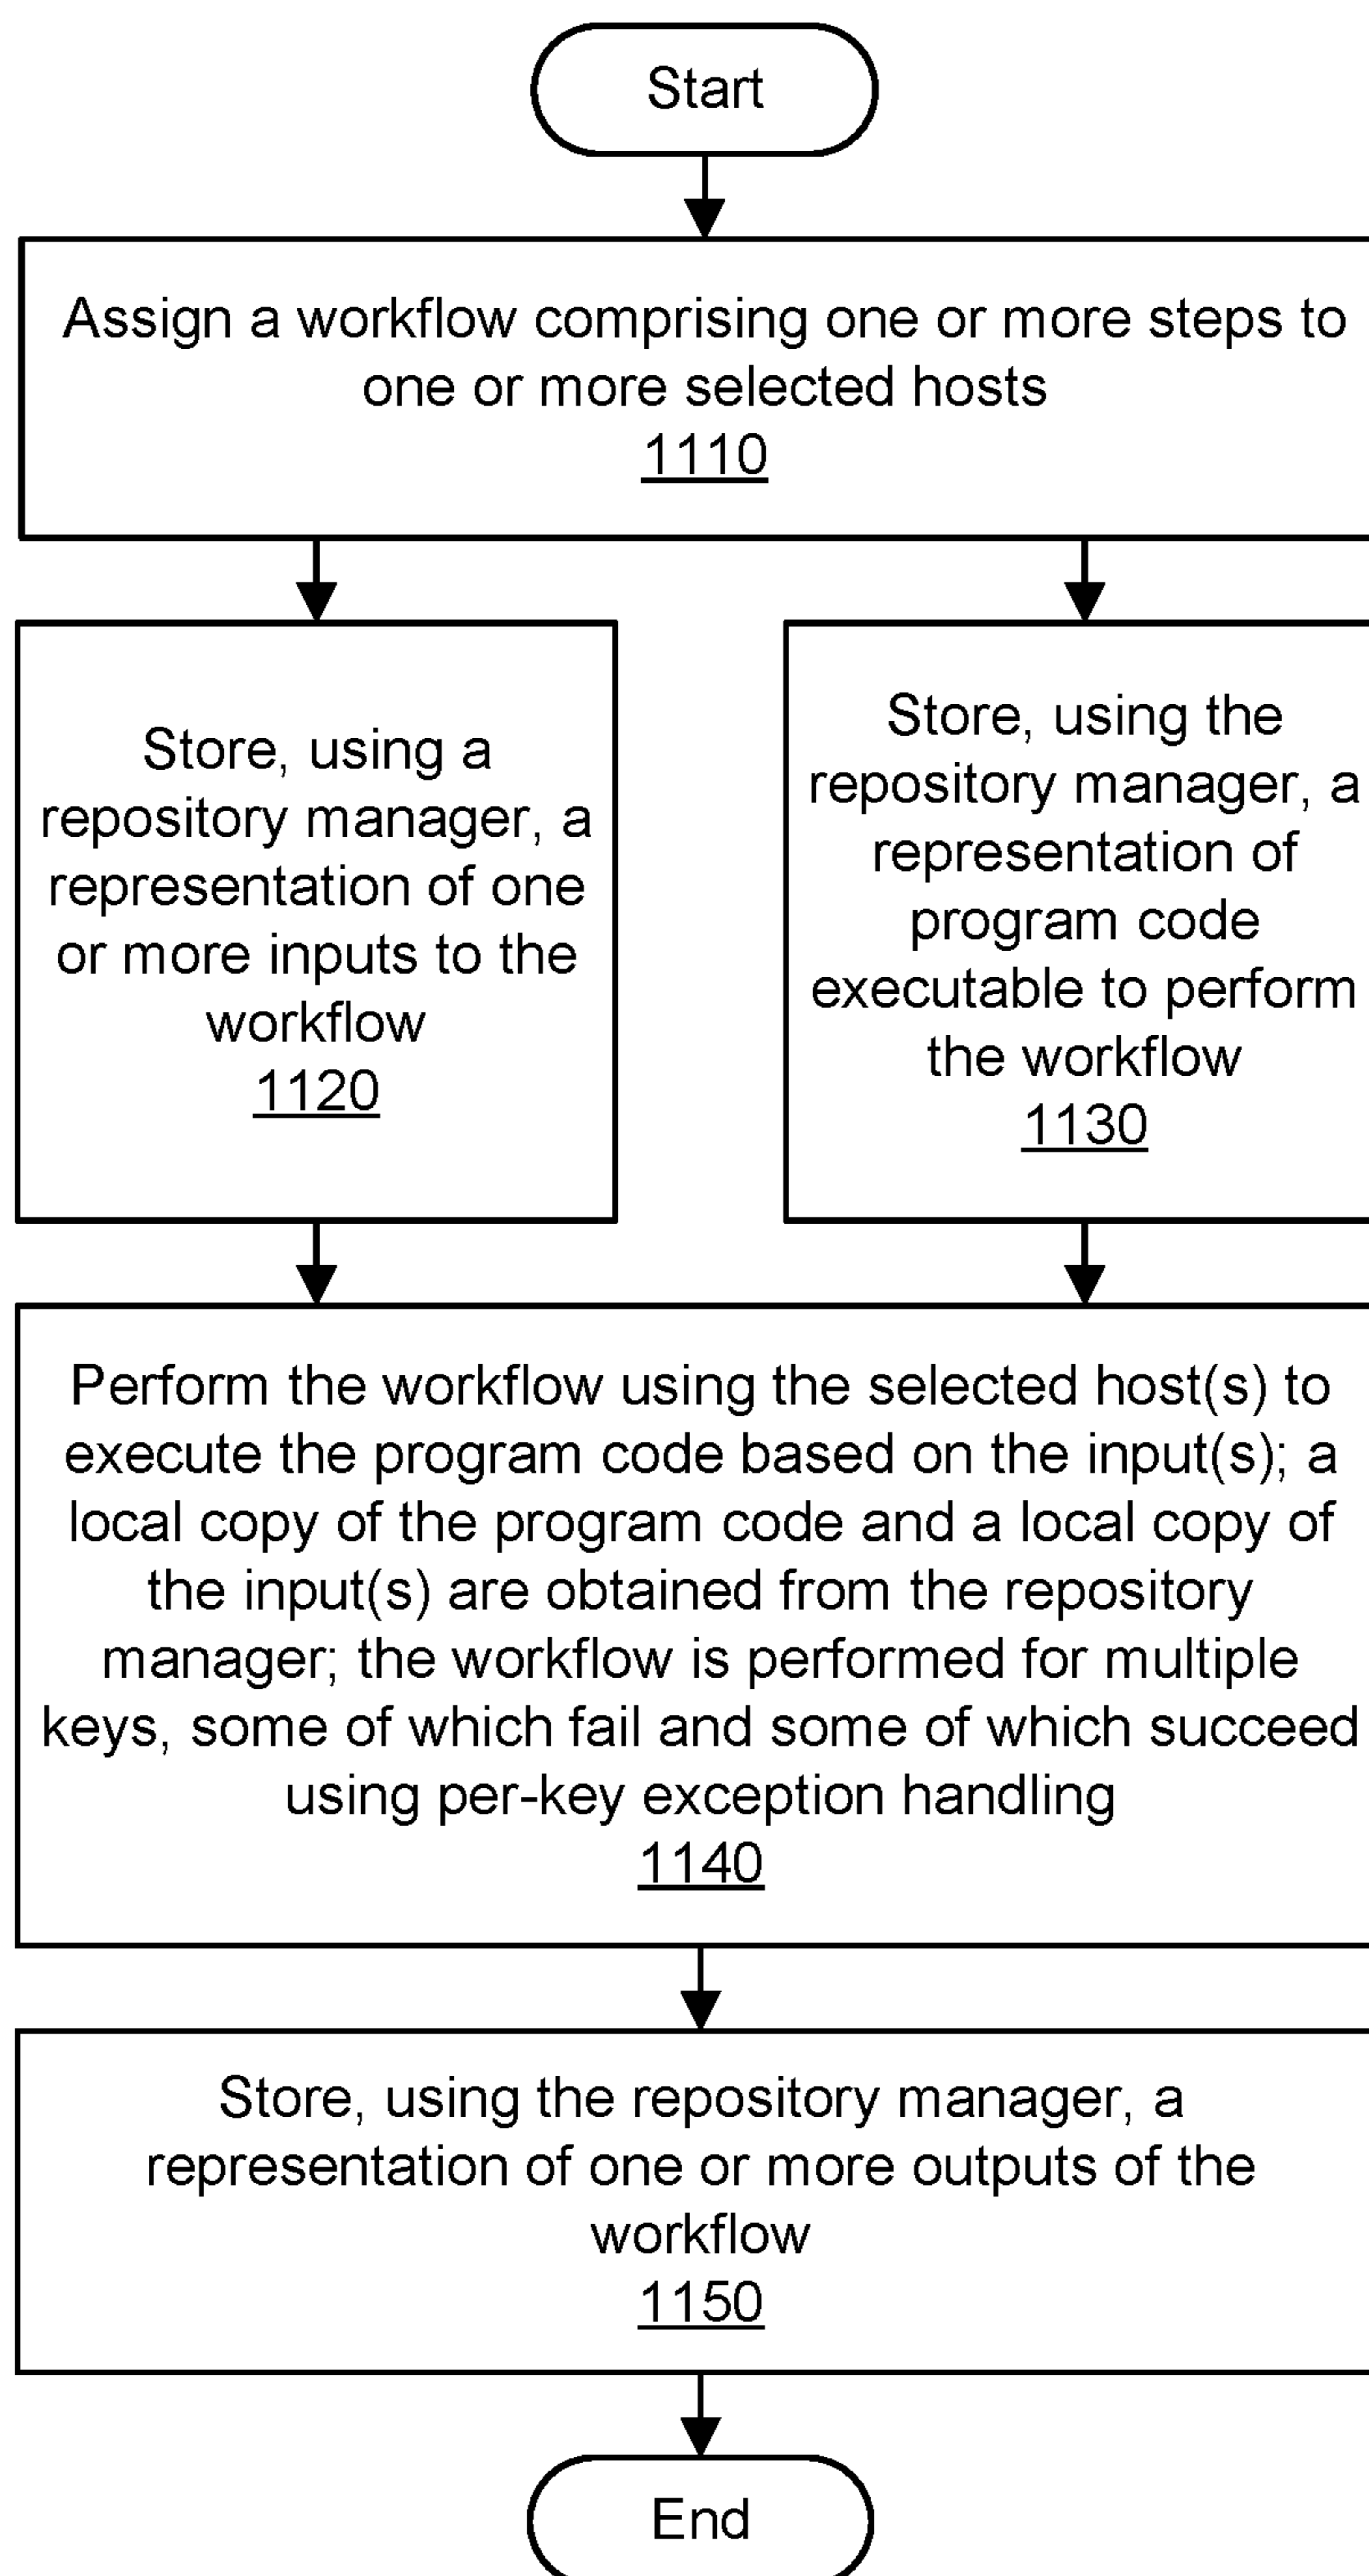 Start
Assign a workflow comprising one or more steps to
one or more selected hosts
1110
Store, using a
repository manager, a
representation of one
or more inputs to the
workflow
1120
Store, using the
repository manager, a
representation of
program code
executable to perform
the workflow
1130
Perform the workflow using the selected host(s) to
execute the program code based on the input(s); a
local copy of the program code and a local copy of
the input(s) are obtained from the repository
manager; the workflow is performed for multiple
keys, some of which fail and some of which succeed
using per-key exception handling
1140
Store, using the repository manager, a
representation of one or more outputs of the
workflow
1150
End